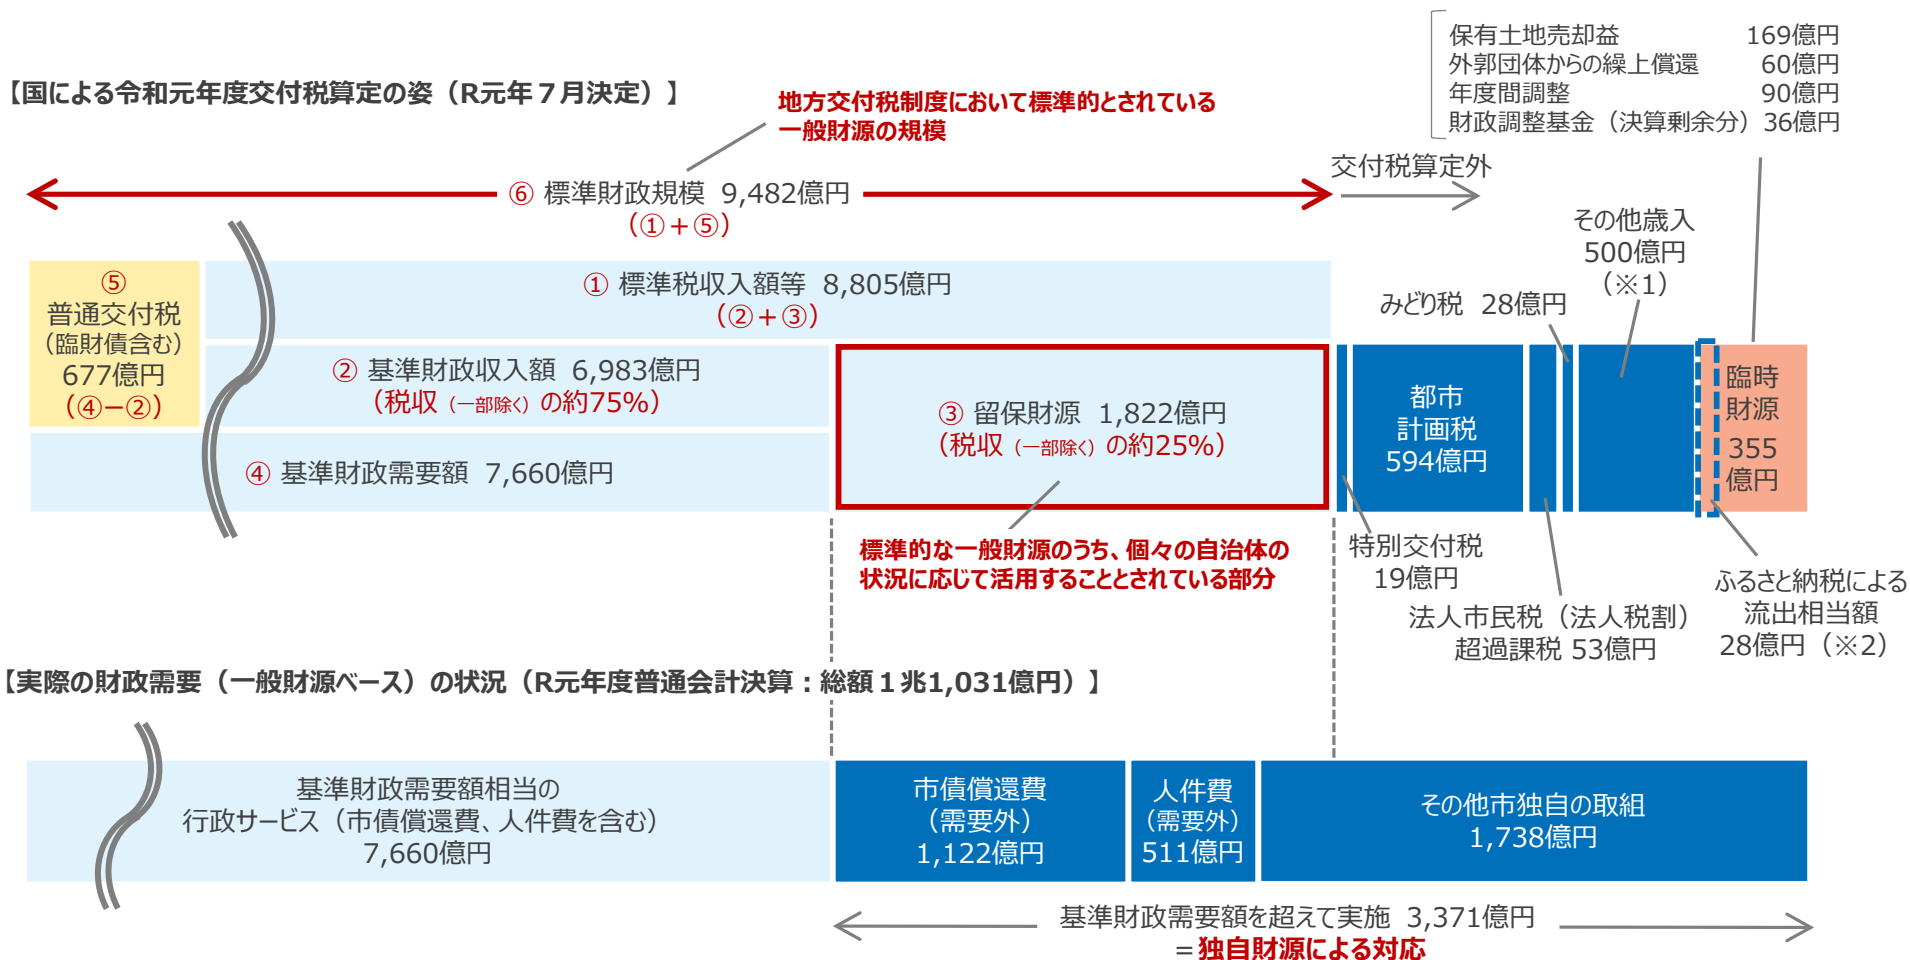 保有土地売却益 169億円
外郭団体からの繰上償還 60億円
年度間調整 90億円
財政調整基金（決算剰余分） 36億円
【国による令和元年度交付税算定の姿（R元年７月決定）】
地方交付税制度において標準的とされている
一般財源の規模
交付税算定外
⑥ 標準財政規模 9,482億円
（①＋⑤）
その他歳入
500億円
（※1）
⑤
普通交付税
（臨財債含む）
677億円
（④－②）
① 標準税収入額等 8,805億円
（②＋③）
みどり税 28億円
② 基準財政収入額 6,983億円
（税収（一部除く）の約75%）
③ 留保財源 1,822億円
（税収（一部除く）の約25%）
都市
計画税
594億円
臨時
財源
355
億円
④ 基準財政需要額 7,660億円
標準的な一般財源のうち、個々の自治体の
状況に応じて活用することとされている部分
特別交付税
19億円
法人市民税（法人税割）
超過課税 53億円
ふるさと納税による
流出相当額
28億円（※2）
【実際の財政需要（一般財源ベース）の状況（R元年度普通会計決算：総額１兆1,031億円）】
基準財政需要額相当の
行政サービス（市債償還費、人件費を含む）
7,660億円
市債償還費
（需要外）
1,122億円
人件費
（需要外）
511億円
その他市独自の取組
1,738億円
基準財政需要額を超えて実施 3,371億円
＝独自財源による対応